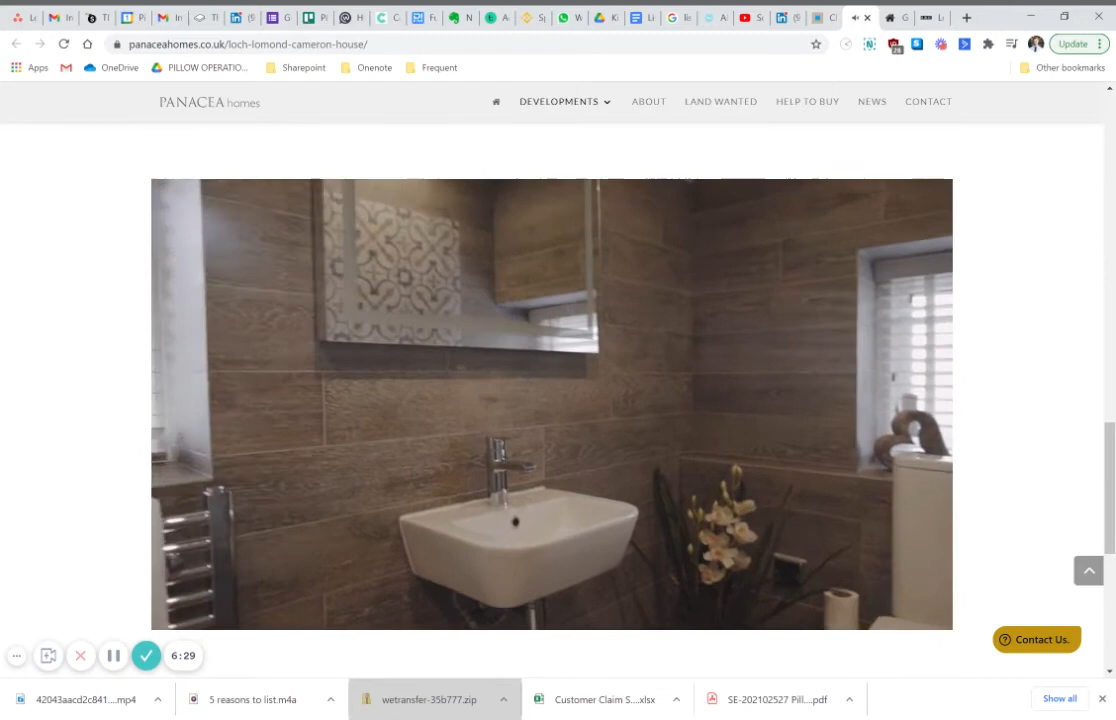 panaceahomes.co.uk/loch-lomond-cameron-house/
Update
Apps
OneDrive
PILLOW OPERATIO...
Sharepoint
Onenote
Frequent
Other bookmarks
PANACEA homes
DEVELOPMENTS
ABOUT
LAND WANTED
HELP TO BUY
NEWS
CONTACT
Contact Us.
6:29
42043aacd2c841....mp4
5 reasons to list.m4a
wetransfer-35b777.zip
Customer Claim S....xlsx
SE-202102527 Pill....pdf
Show all